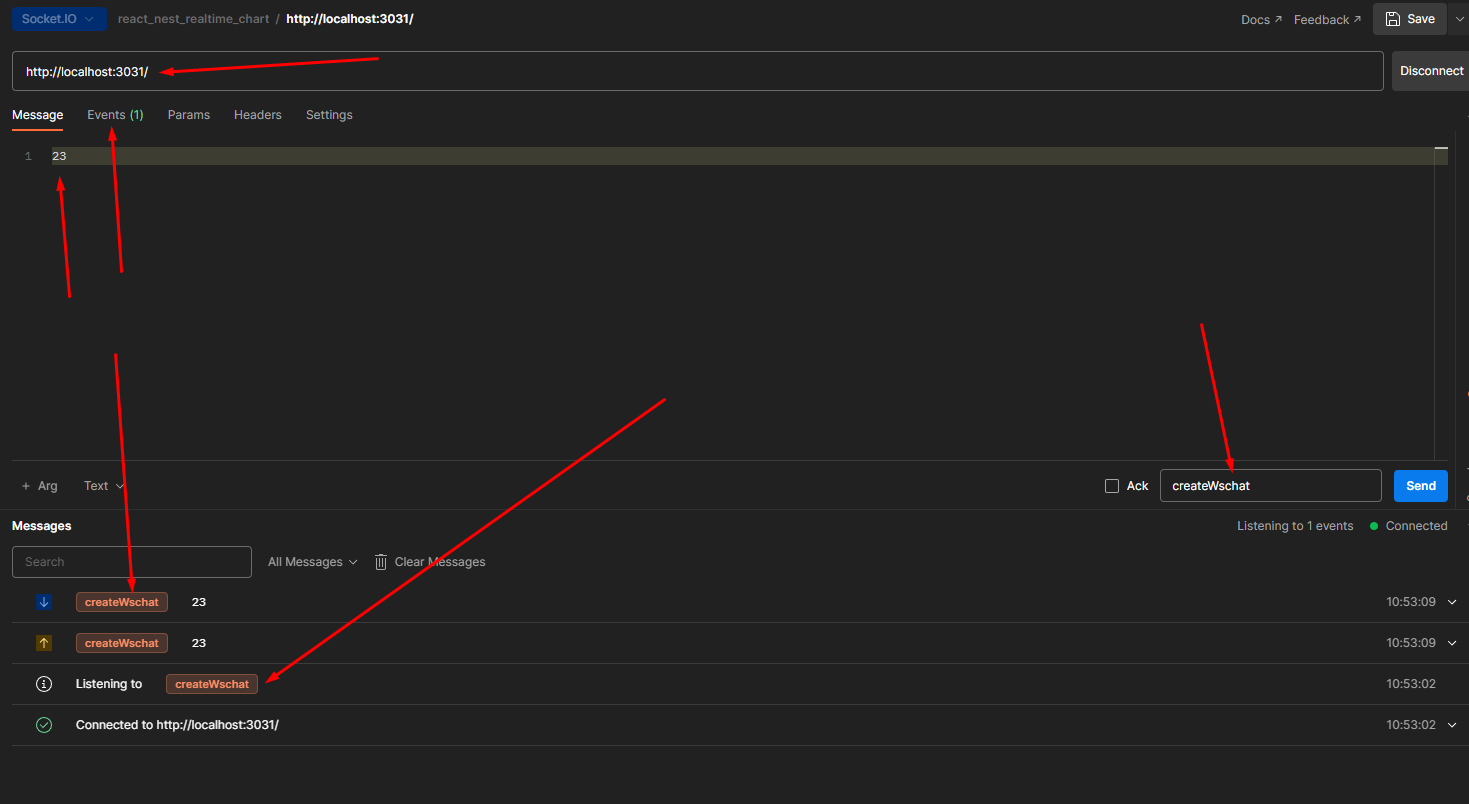 Socket.IO react_nest_realtime_chart / http://localhost:3031/ Docs Feedback Save
http://localhost:3031/ Disconnect
Message Events (1) Params Headers Settings
1 23
+ Arg Text Ack createWschat Send
Messages Listening to 1 events Connected
Search All Messages Clear Messages
createWschat 23 10:53:09
createWschat 23 10:53:09
Listening to createWschat 10:53:02
Connected to http://localhost:3031/ 10:53:02